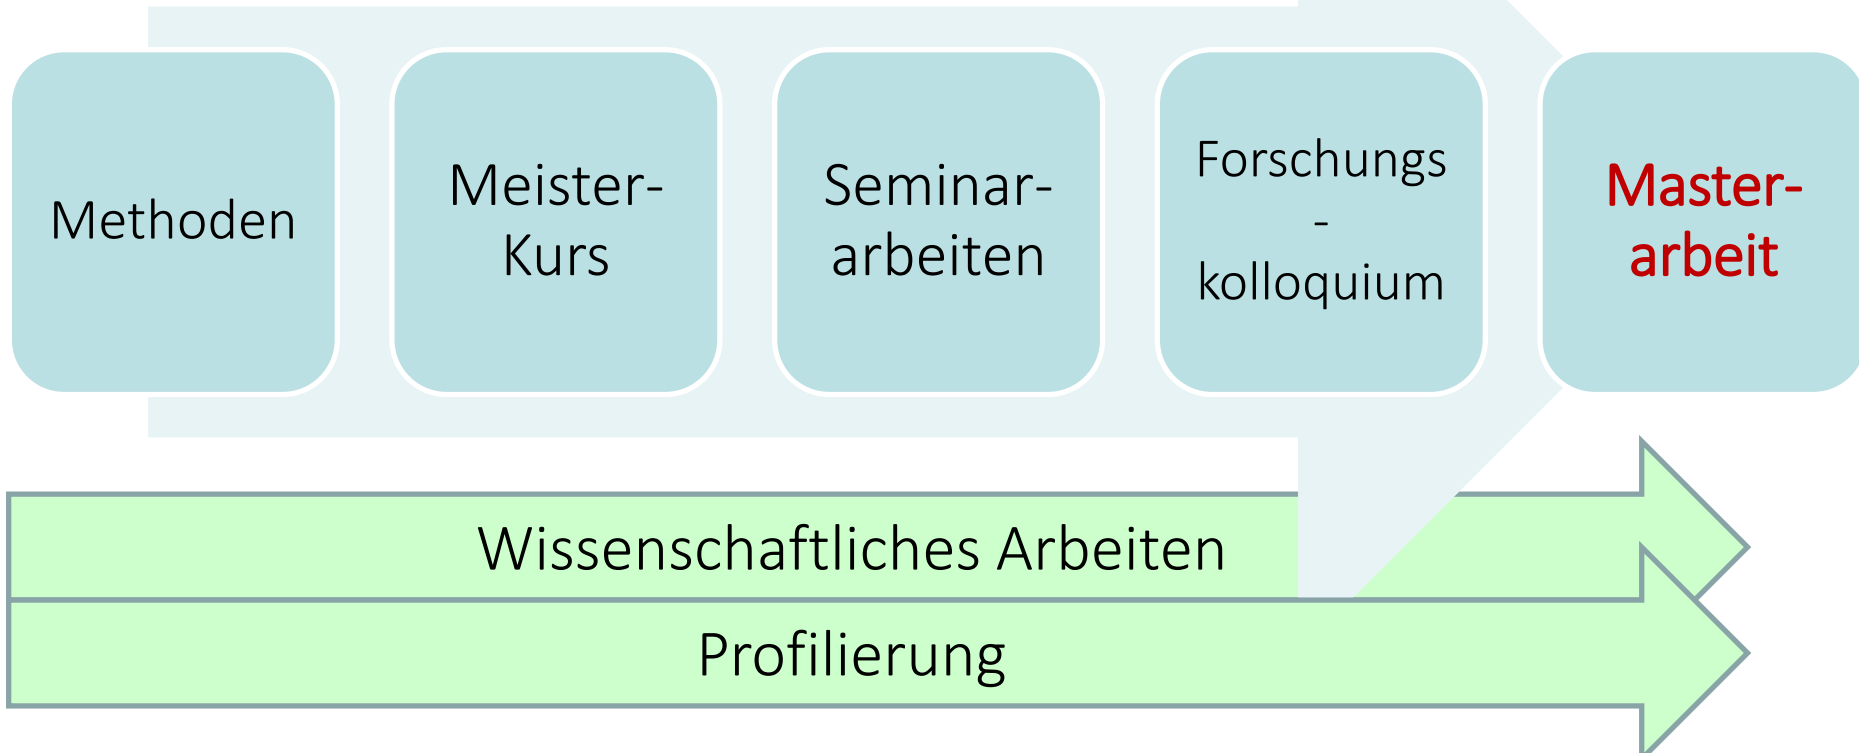 Methoden
Meister-
Kurs
Seminar-
arbeiten
Forschungs
-
kolloquium
Master-
arbeit
Wissenschaftliches Arbeiten
Profilierung